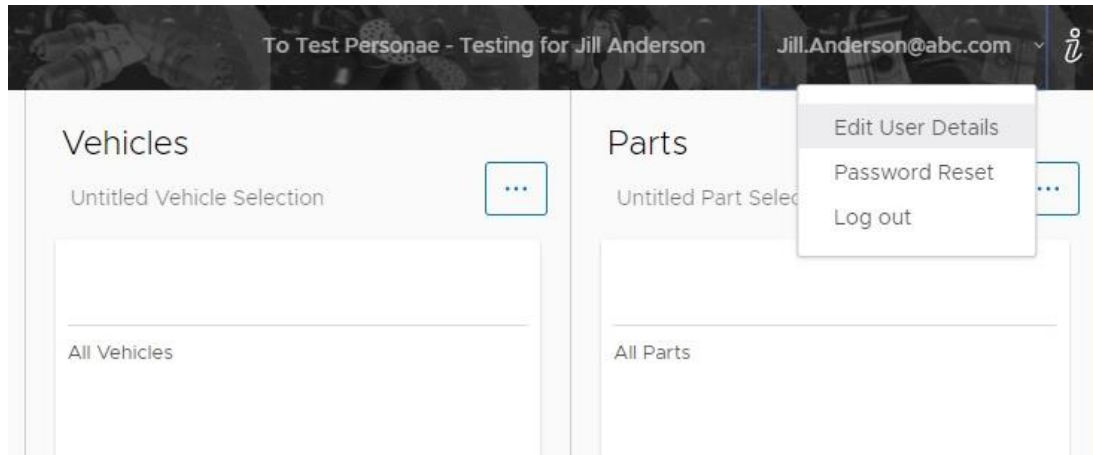 To Test Personae - Testing for Jill Anderson
Jill.Anderson@abc.com
Vehicles
Untitled Vehicle Selection
...
All Vehicles
Parts
Untitled Part Selec
...
All Parts
Edit User Details
Password Reset
Log out